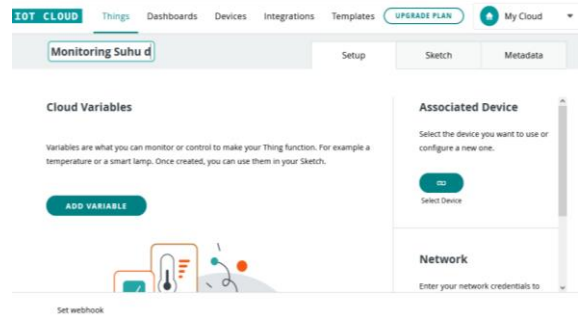 IOT CLOUD Things Dashboards Devices Integrations Templates UPGRADE PLAN My Cloud
Monitoring Suhu d
Setup Sketch Metadata
Cloud Variables
Variables are what you can monitor or control to make your Thing function. For example a
temperature or a smart lamp. Once created, you can use them in your Sketch.
ADD VARIABLE
Associated Device
Select the device you want to use or
configure a new one.
Select Device
Network
Enter your network credentials to
Set webhook